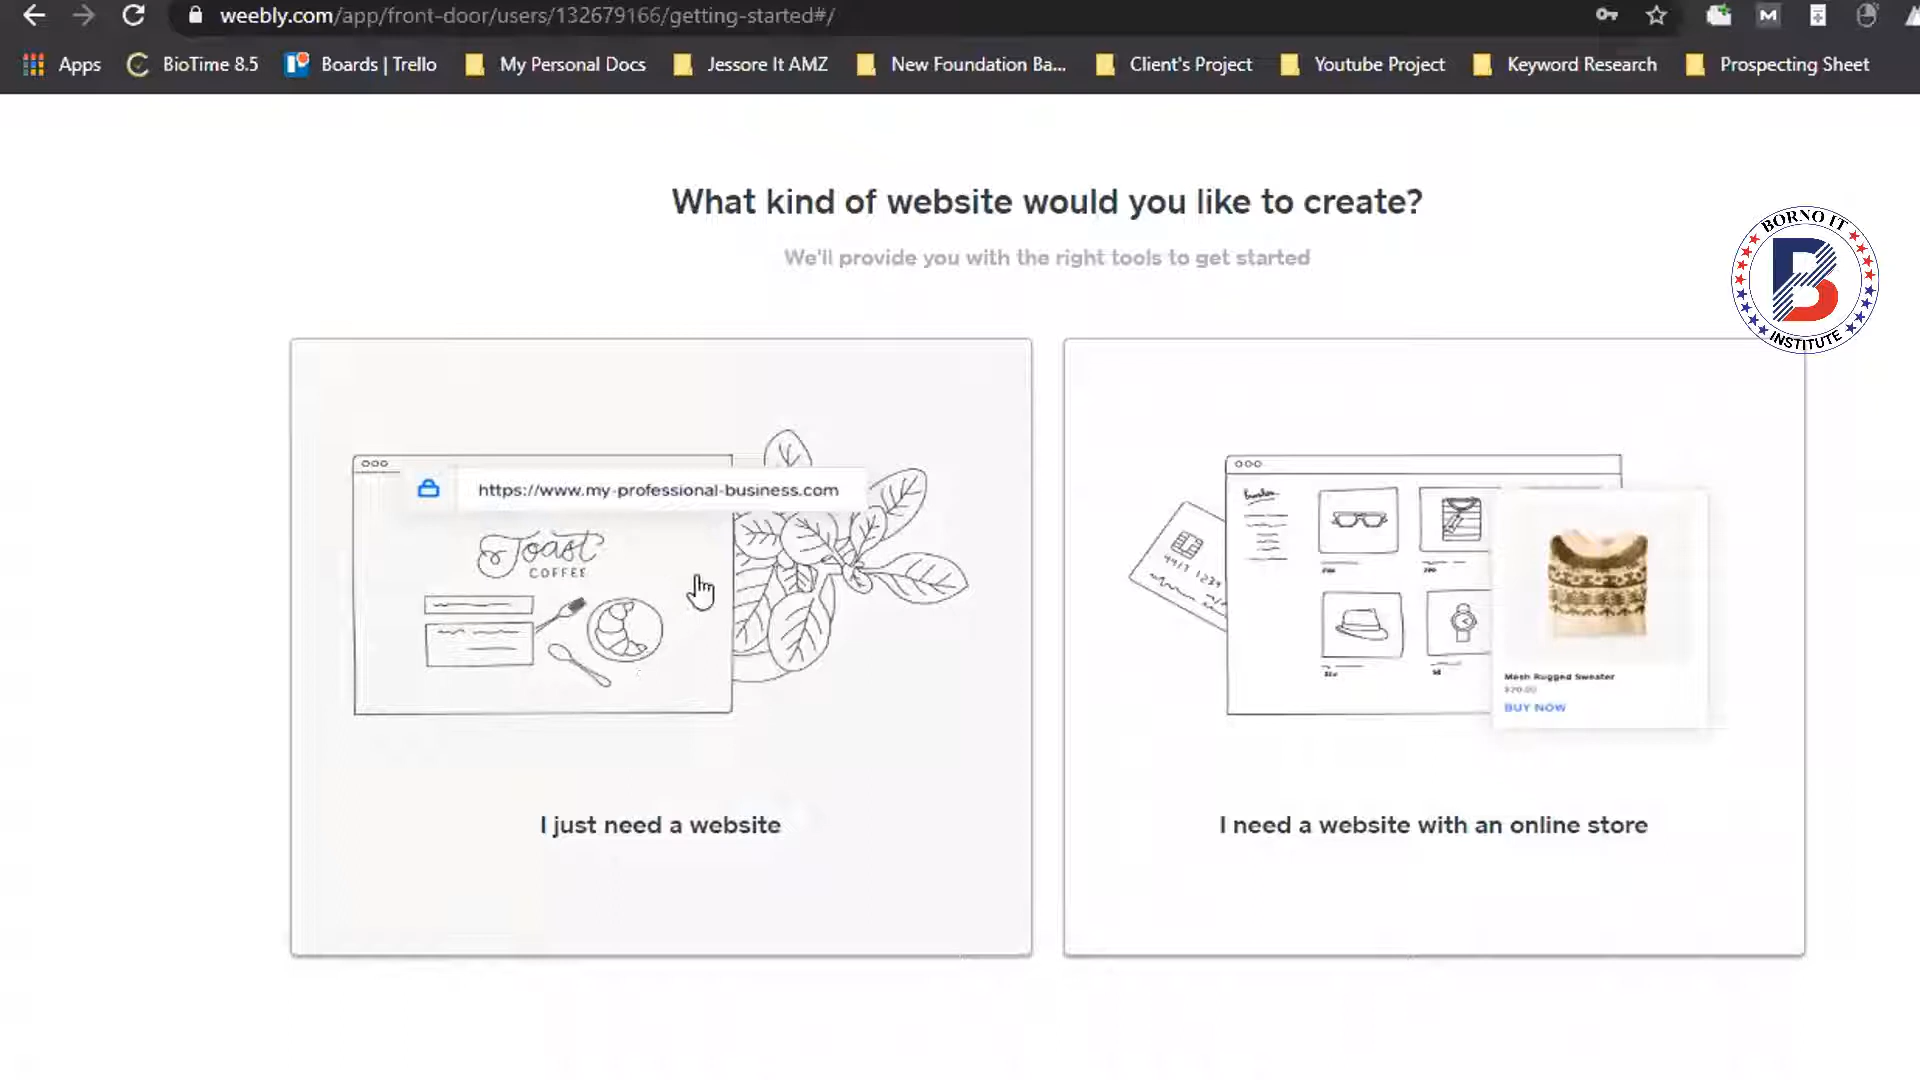 weebly.com/app/front-door/users/132679166/getting-started#/
Apps BioTime 8.5 Boards | Trello My Personal Docs Jessore It AMZ New Foundation Ba... Client's Project Youtube Project Keyword Research Prospecting Sheet
What kind of website would you like to create?
We'll provide you with the right tools to get started
BORNO IT
B
INSTITUTE
https://www.my-professional-business.com
Toast
COFFEE
4417 1234
Mesh Rugged Sweater
$20.00
BUY NOW
I just need a website
I need a website with an online store